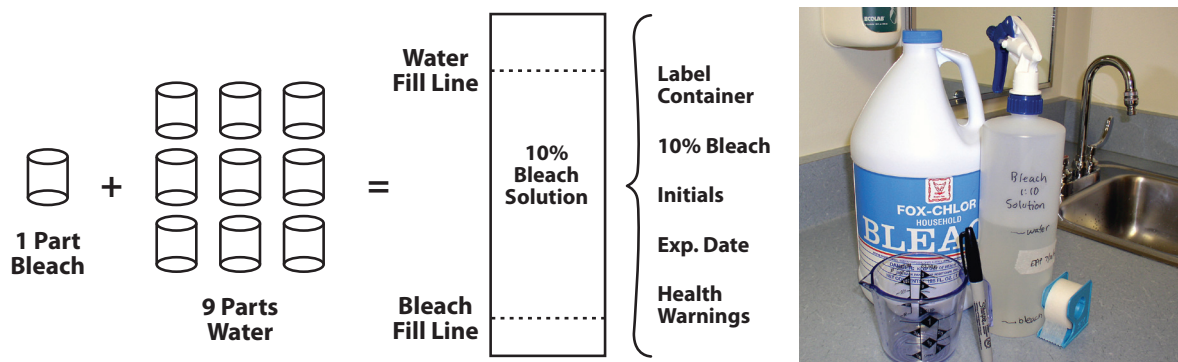 1 Part
Bleach
+
9 Parts
Water
=
Water
Fill Line
10%
Bleach
Solution
Bleach
Fill Line
Label
Container
10% Bleach
Initials
Exp. Date
Health
Warnings
ECOLAB
FOX-CHLOR
HOUSEHOLD
BLEAC
Bleach
1:10
Solution
water
Sharpie